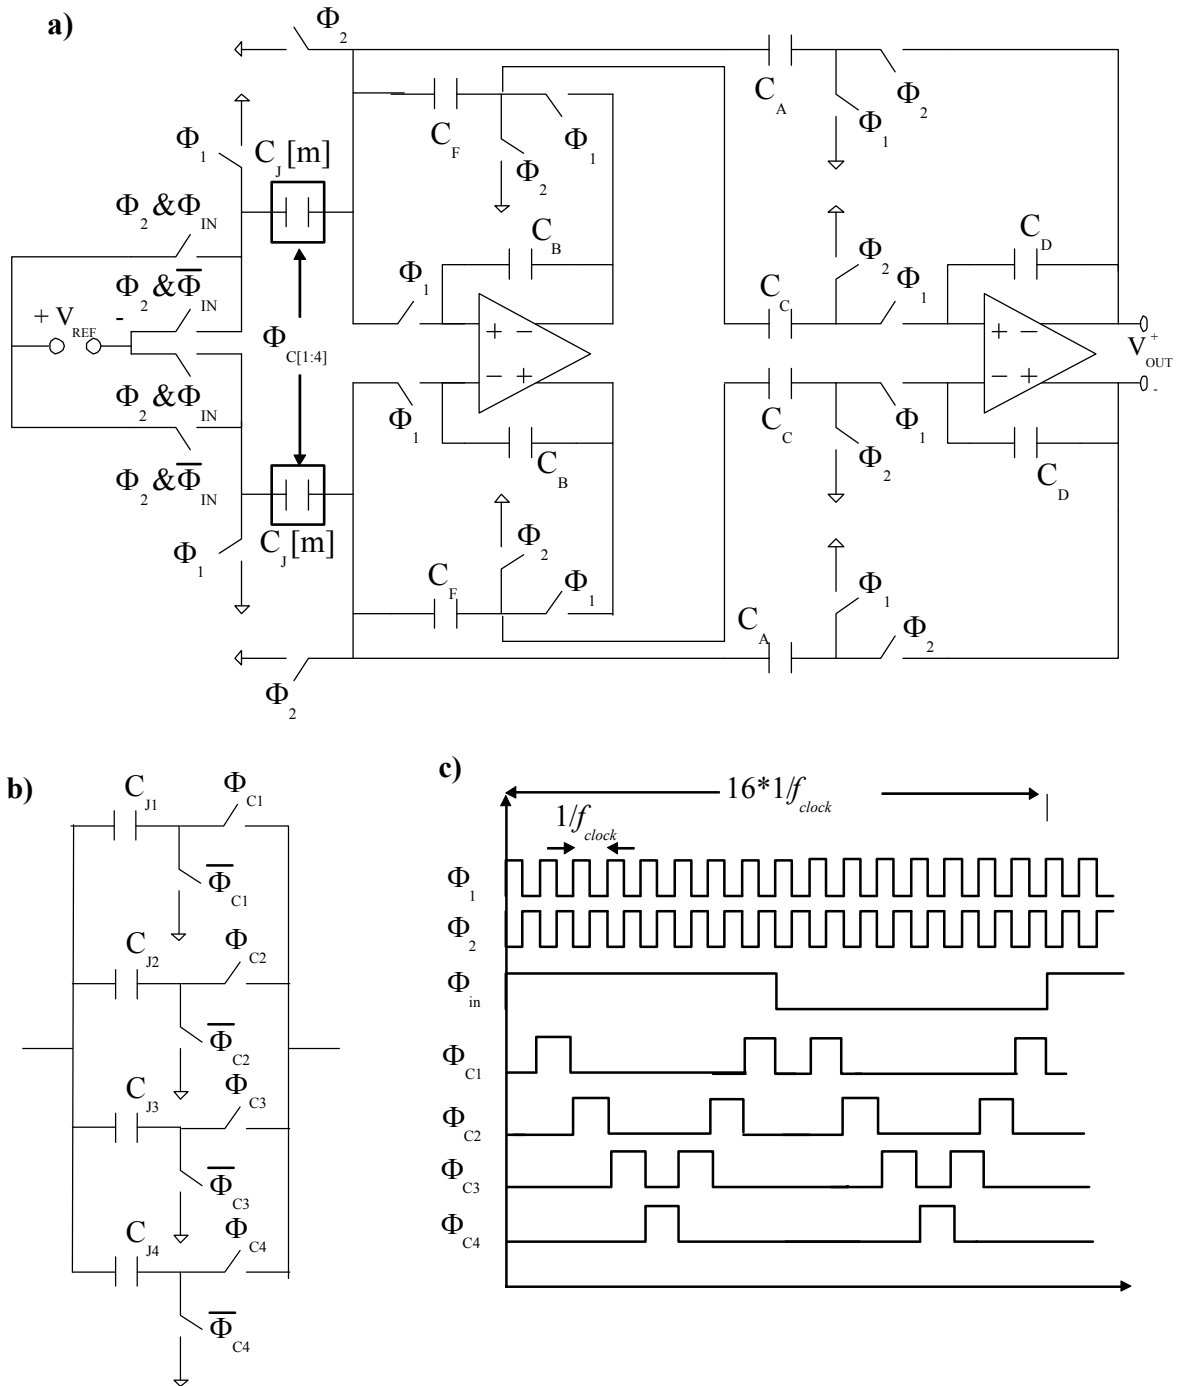 a)
Φ2
CA
Φ2
Φ1
CF
Φ1
Φ2
Φ1
CJ[m]
Φ2&ΦIN
Φ2&Φ̅IN
+ VREF -
ΦC[1:4]
Φ2&ΦIN
Φ2&Φ̅IN
Φ1
CJ[m]
CB
Φ1
+ −
− +
Φ1
CB
CC
Φ2
Φ1
CC
Φ1
Φ2
CD
+ −
− +
CD
V+OUT
-
Φ2
CF
Φ1
CA
Φ1
Φ2
Φ2
b)
CJ1
ΦC1
Φ̅C1
CJ2
ΦC2
Φ̅C2
CJ3
ΦC3
Φ̅C3
CJ4
ΦC4
Φ̅C4
c)
16*1/fclock
1/fclock
Φ1
Φ2
Φin
ΦC1
ΦC2
ΦC3
ΦC4